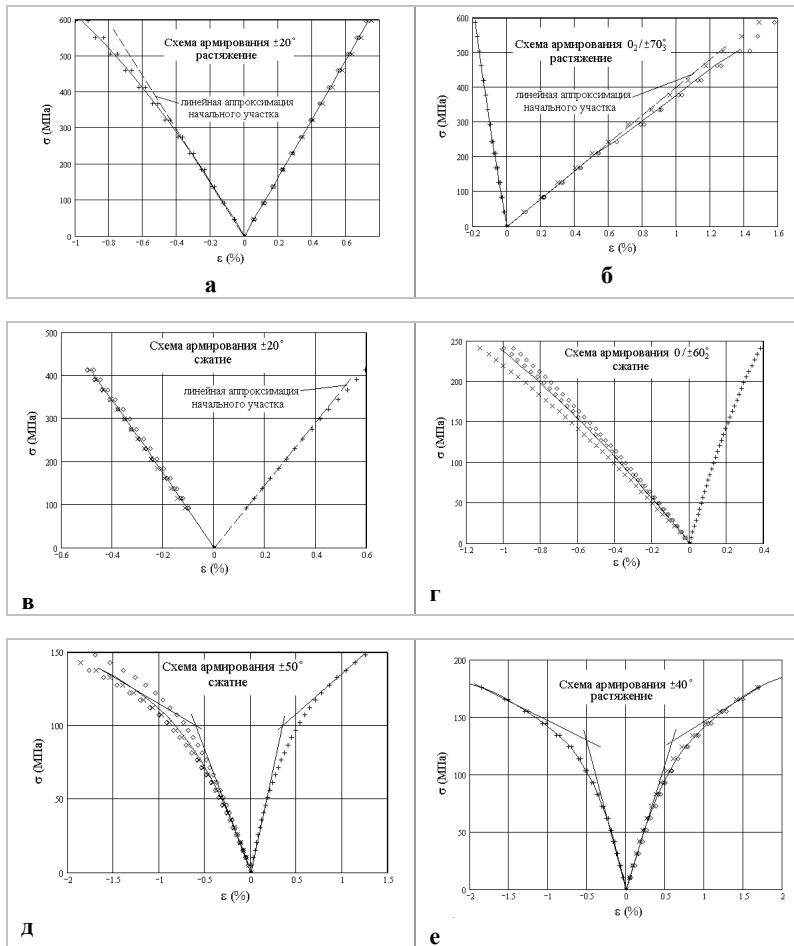 600
Схема армирования ±20°
растяжение
500
линейная аппроксимация
начального участка
400
300
200
100
0
σ (МПа)
−1 −0.8 −0.6 −0.4 −0.2 0 0.2 0.4 0.6
ε (%)
а
600
Схема армирования 0₂/±70°₃
растяжение
500
линейная аппроксимация
начального участка
400
300
200
100
0
σ (МПа)
−0.2 0 0.2 0.4 0.6 0.8 1 1.2 1.4 1.6
ε (%)
б
500
Схема армирования ±20°
сжатие
400
линейная аппроксимация
начального участка
300
200
100
0
σ (МПа)
−0.6 −0.4 −0.2 0 0.2 0.4 0.6
ε (%)
в
250
Схема армирования 0/±60°₂
сжатие
200
150
100
50
0
σ (МПа)
−1.2 −1 −0.8 −0.6 −0.4 −0.2 0 0.2 0.4
ε (%)
г
150
Схема армирования ±50°
сжатие
100
50
0
σ (МПа)
−2 −1.5 −1 −0.5 0 0.5 1 1.5
ε (%)
д
200
Схема армирования ±40°
растяжение
150
100
50
0
σ (МПа)
−2 −1.5 −1 −0.5 0 0.5 1 1.5 2
ε (%)
е